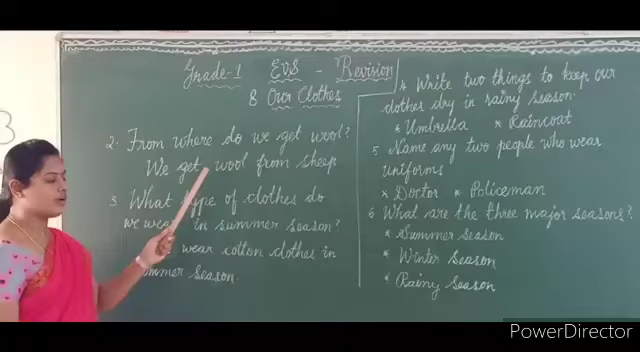 Grade-1 EVS - Revision
8 Our Clothes
2. From where do we get wool?
We get wool from sheep
3 What type of clothes do
we wear in summer season?
wear cotton clothes in
summer season.
4 Write two things to keep our
clothes dry in rainy season.
* Umbrella * Raincoat
5 Name any two people who wear
uniforms
* Doctor * Policeman
6 What are the three major seasons?
* Summer season
* Winter season
* Rainy season
3
PowerDirector